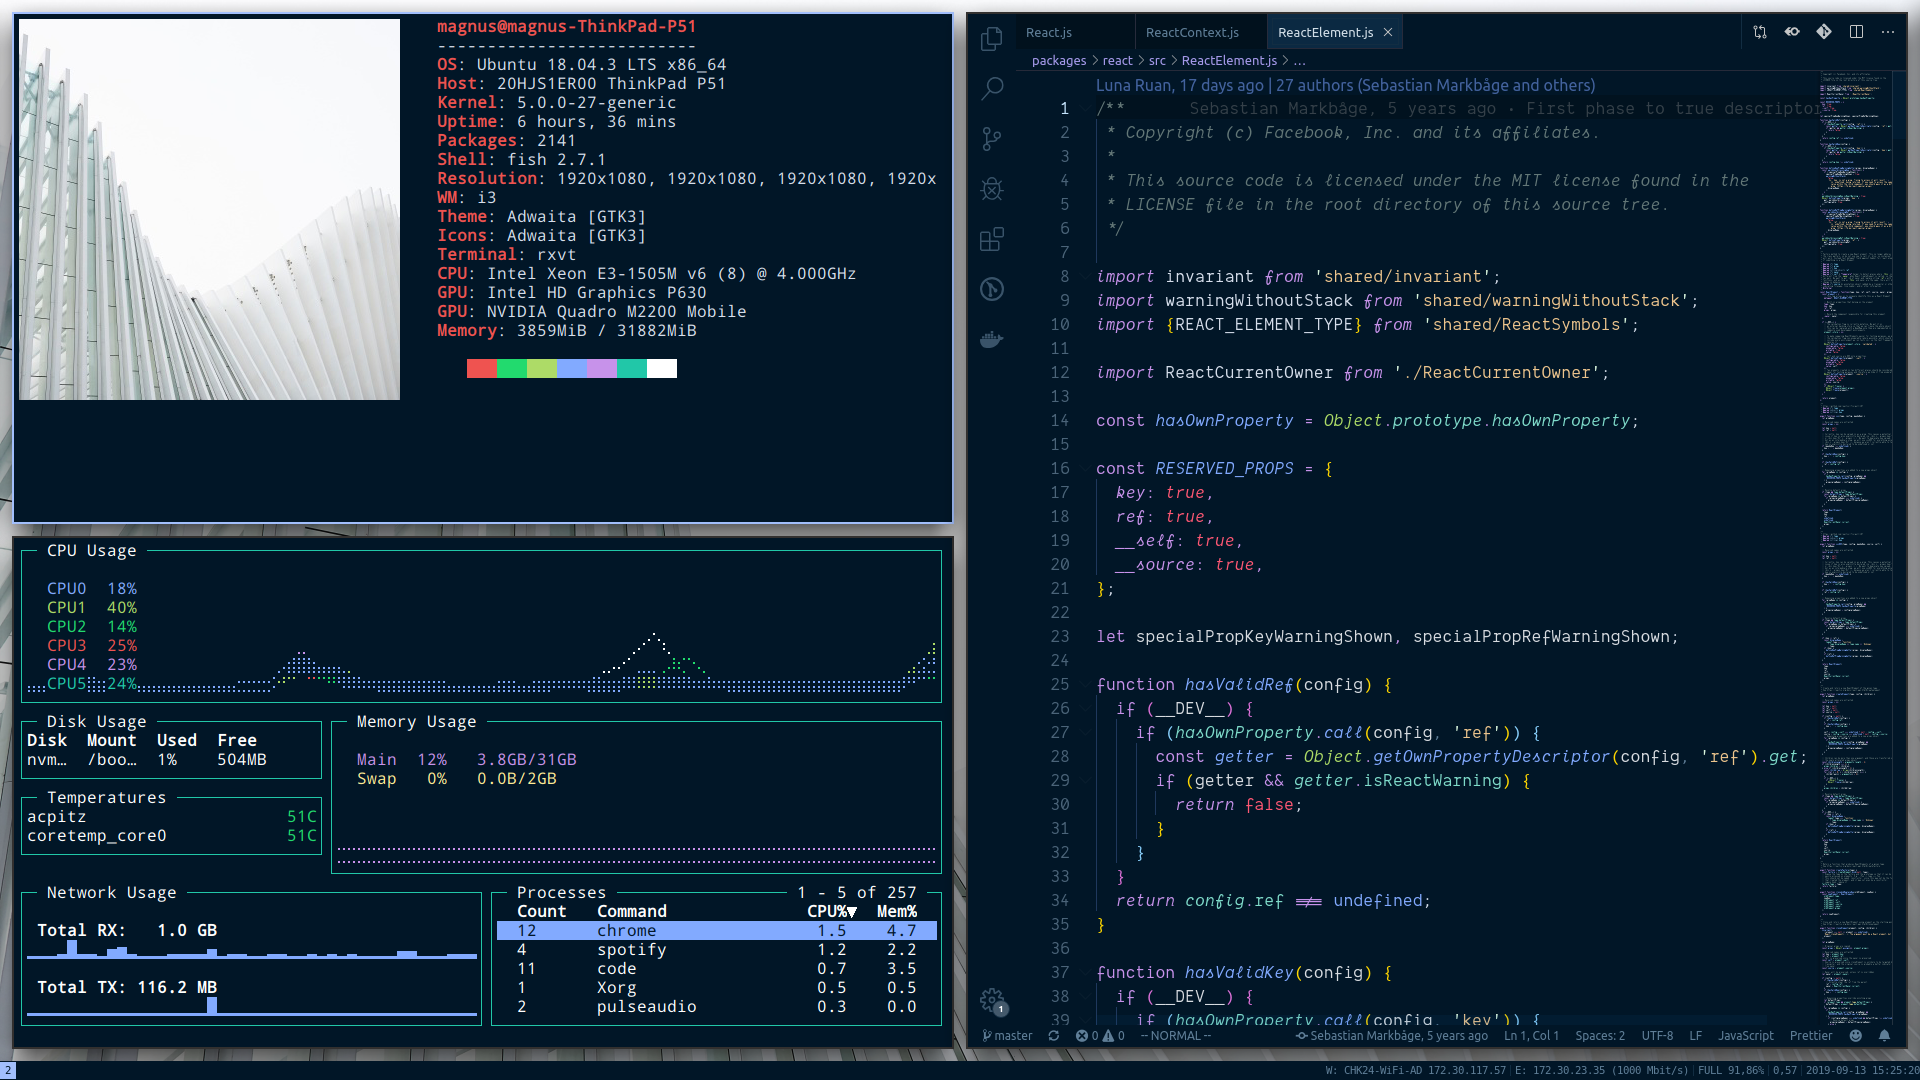 magnus@magnus-ThinkPad-P51
--------------------------
OS: Ubuntu 18.04.3 LTS x86_64
Host: 20HJS1ER00 ThinkPad P51
Kernel: 5.0.0-27-generic
Uptime: 6 hours, 36 mins
Packages: 2141
Shell: fish 2.7.1
Resolution: 1920x1080, 1920x1080, 1920x1080, 1920x
WM: i3
Theme: Adwaita [GTK3]
Icons: Adwaita [GTK3]
Terminal: rxvt
CPU: Intel Xeon E3-1505M v6 (8) @ 4.000GHz
GPU: Intel HD Graphics P630
GPU: NVIDIA Quadro M2200 Mobile
Memory: 3859MiB / 31882MiB
CPU Usage
CPU0 18%
CPU1 40%
CPU2 14%
CPU3 25%
CPU4 23%
CPU5 24%
Disk Usage
Disk Mount Used Free
nvm… /boo… 1% 504MB
Temperatures
acpitz 51C
coretemp_core0 51C
Memory Usage
Main 12% 3.8GB/31GB
Swap 0% 0.0B/2GB
Network Usage
Total RX: 1.0 GB
Total TX: 116.2 MB
Processes 1 - 5 of 257
Count Command CPU%▼ Mem%
12 chrome 1.5 4.7
4 spotify 1.2 2.2
11 code 0.7 3.5
1 Xorg 0.5 0.5
2 pulseaudio 0.3 0.0
React.js ReactContext.js ReactElement.js ×
packages > react > src > ReactElement.js > …
Luna Ruan, 17 days ago | 27 authors (Sebastian Markbåge and others)
1 /** Sebastian Markbåge, 5 years ago · First phase to true descriptor
2 * Copyright (c) Facebook, Inc. and its affiliates.
3 *
4 * This source code is licensed under the MIT license found in the
5 * LICENSE file in the root directory of this source tree.
6 */
7
8 import invariant from 'shared/invariant';
9 import warningWithoutStack from 'shared/warningWithoutStack';
10 import {REACT_ELEMENT_TYPE} from 'shared/ReactSymbols';
11
12 import ReactCurrentOwner from './ReactCurrentOwner';
13
14 const hasOwnProperty = Object.prototype.hasOwnProperty;
15
16 const RESERVED_PROPS = {
17 key: true,
18 ref: true,
19 __self: true,
20 __source: true,
21 };
22
23 let specialPropKeyWarningShown, specialPropRefWarningShown;
24
25 function hasValidRef(config) {
26 if (__DEV__) {
27 if (hasOwnProperty.call(config, 'ref')) {
28 const getter = Object.getOwnPropertyDescriptor(config, 'ref').get;
29 if (getter && getter.isReactWarning) {
30 return false;
31 }
32 }
33 }
34 return config.ref !== undefined;
35 }
36
37 function hasValidKey(config) {
38 if (__DEV__) {
39 if (hasOwnProperty.call(config, 'key')) {
1
master 0 0 -- NORMAL -- Sebastian Markbåge, 5 years ago Ln 1, Col 1 Spaces: 2 UTF-8 LF JavaScript Prettier
2 W: CHK24-WiFi-AD 172.30.117.57 | E: 172.30.23.35 (1000 Mbit/s) | FULL 91,86% | 0,57 | 2019-09-13 15:25:20